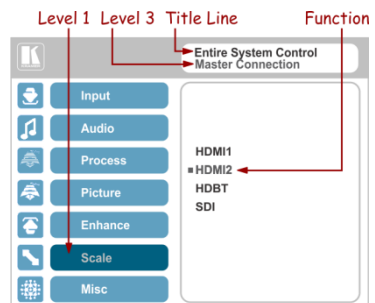 Level 1 Level 3 Title Line Function
Entire System Control
Master Connection
Input
Audio
Process
Picture
Enhance
Scale
Misc
HDMI1
HDMI2
HDBT
SDI